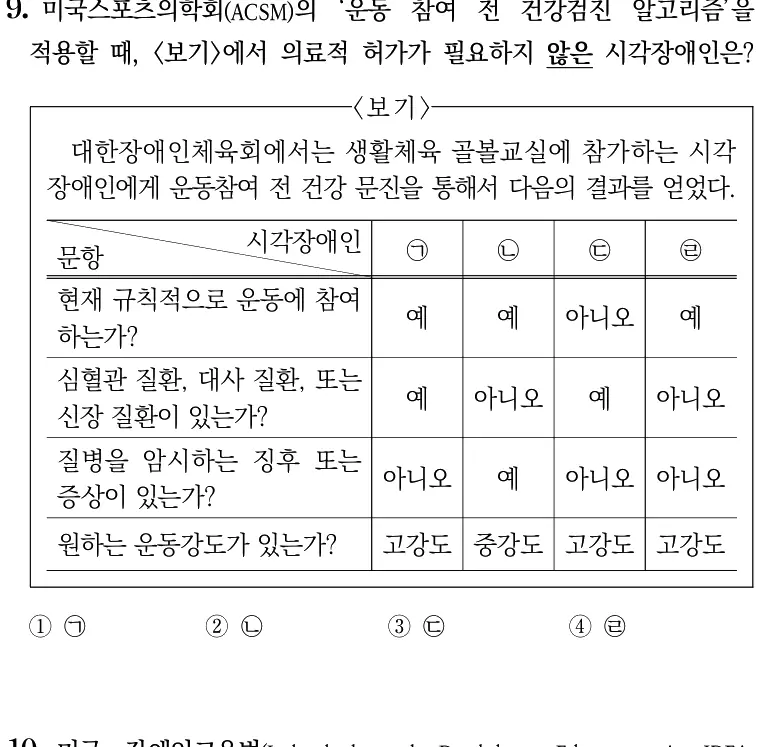 9. 미국스포츠의학회(ACSM)의 ‘운동 참여 전 건강검진 알고리즘’을
적용할 때, 〈보기〉에서 의료적 허가가 필요하지 않은 시각장애인은?
〈보기〉
대한장애인체육회에서는 생활체육 골볼교실에 참가하는 시각
장애인에게 운동참여 전 건강 문진을 통해서 다음의 결과를 얻었다.
시각장애인
문항 ㉠ ㉡ ㉢ ㉣
현재 규칙적으로 운동에 참여
하는가? 예 예 아니오 예
심혈관 질환, 대사 질환, 또는
신장 질환이 있는가? 예 아니오 예 아니오
질병을 암시하는 징후 또는
증상이 있는가? 아니오 예 아니오 아니오
원하는 운동강도가 있는가? 고강도 중강도 고강도 고강도
① ㉠ ② ㉡ ③ ㉢ ④ ㉣